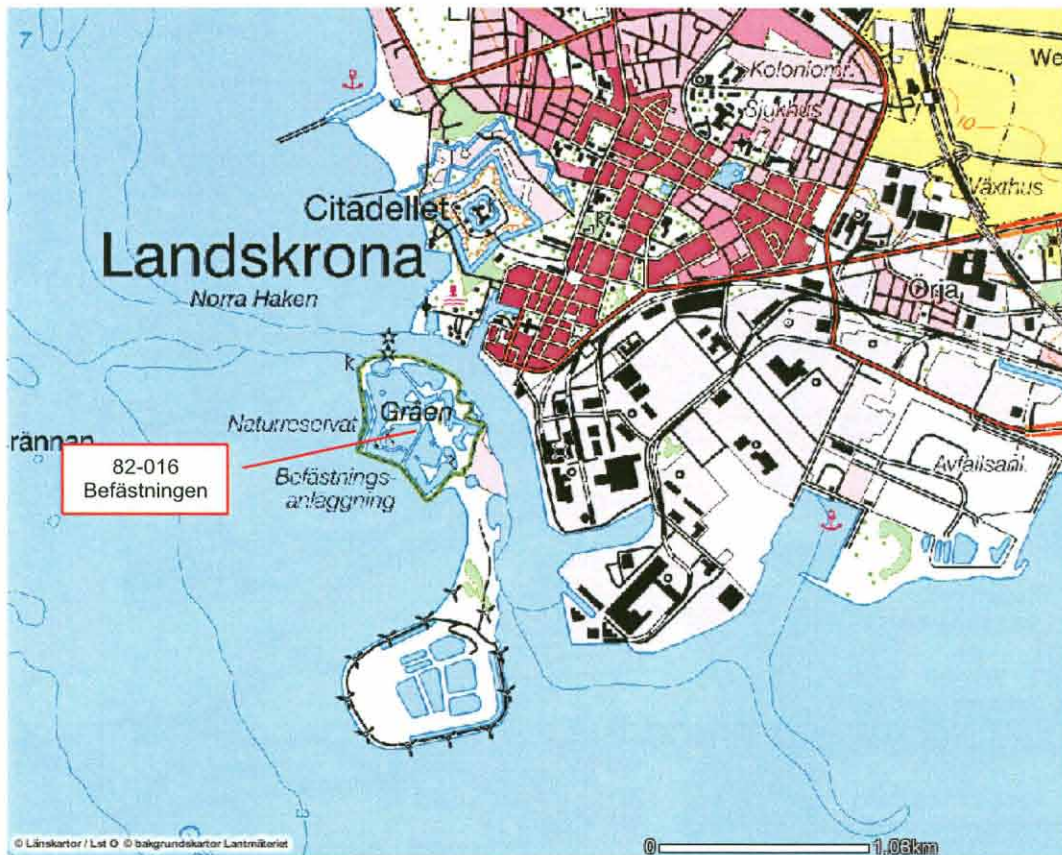 7
Koloniomr.
We
Sjukhus
10
Växthus
Citadellet
Landskrona
Norra Haken
Örja
k
Gråen
Naturreservat
rännan
82-016
Befästningen
Befästnings-
anläggning
Avfallsanl.
3
© Länskartor / Lst O © bakgrundskartor Lantmäteriet
0 1.08km